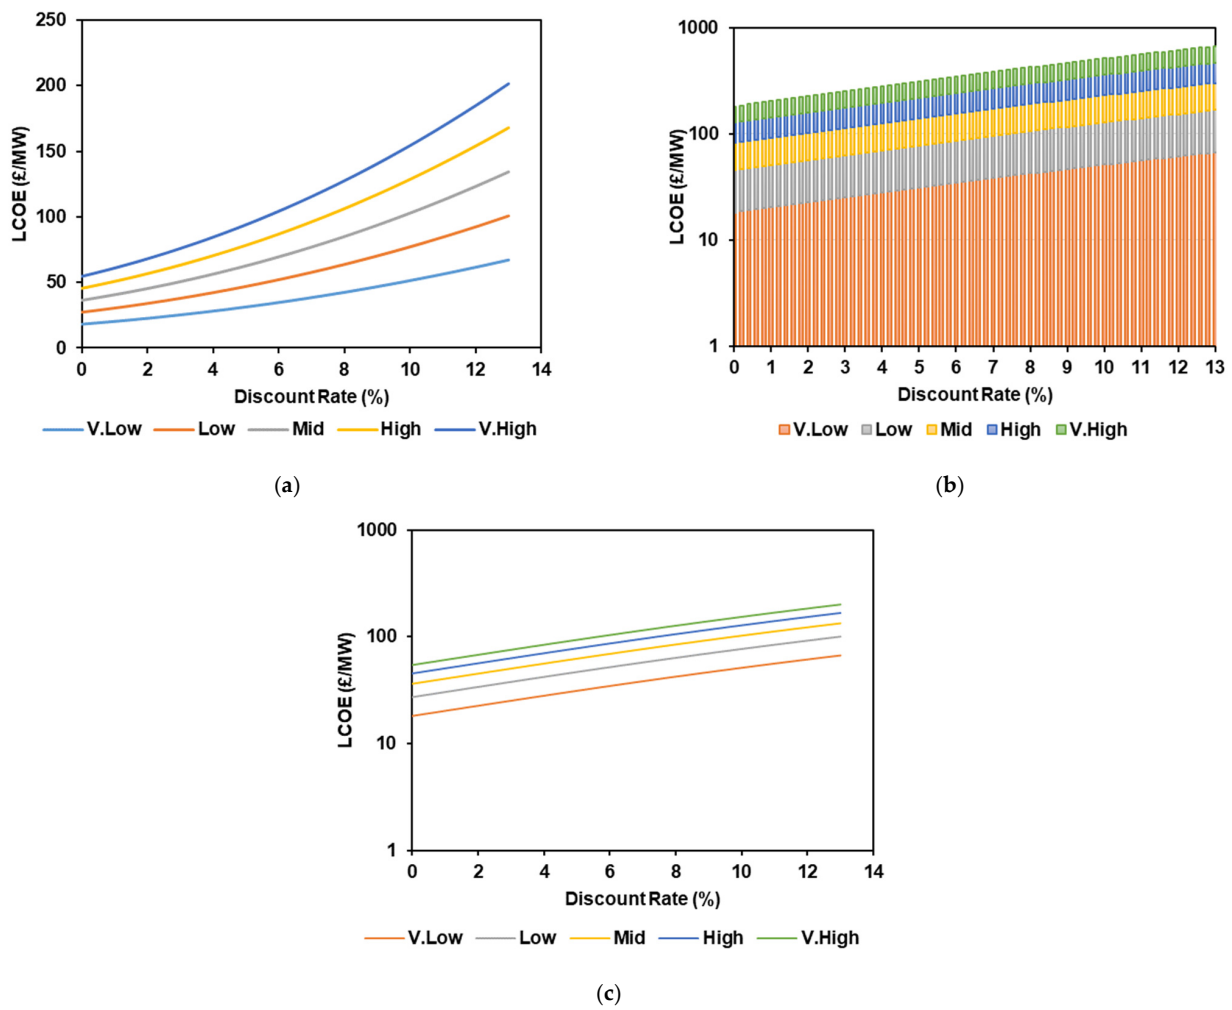 250
200
150
100
50
0
LCOE (£/MW)
0 2 4 6 8 10 12 14
Discount Rate (%)
V.Low Low Mid High V.High
(a)
1000
100
10
1
LCOE (£/MW)
0 1 2 3 4 5 6 7 8 9 10 11 12 13
Discount Rate (%)
V.Low Low Mid High V.High
(b)
1000
100
10
1
LCOE (£/MW)
0 2 4 6 8 10 12 14
Discount Rate (%)
V.Low Low Mid High V.High
(c)